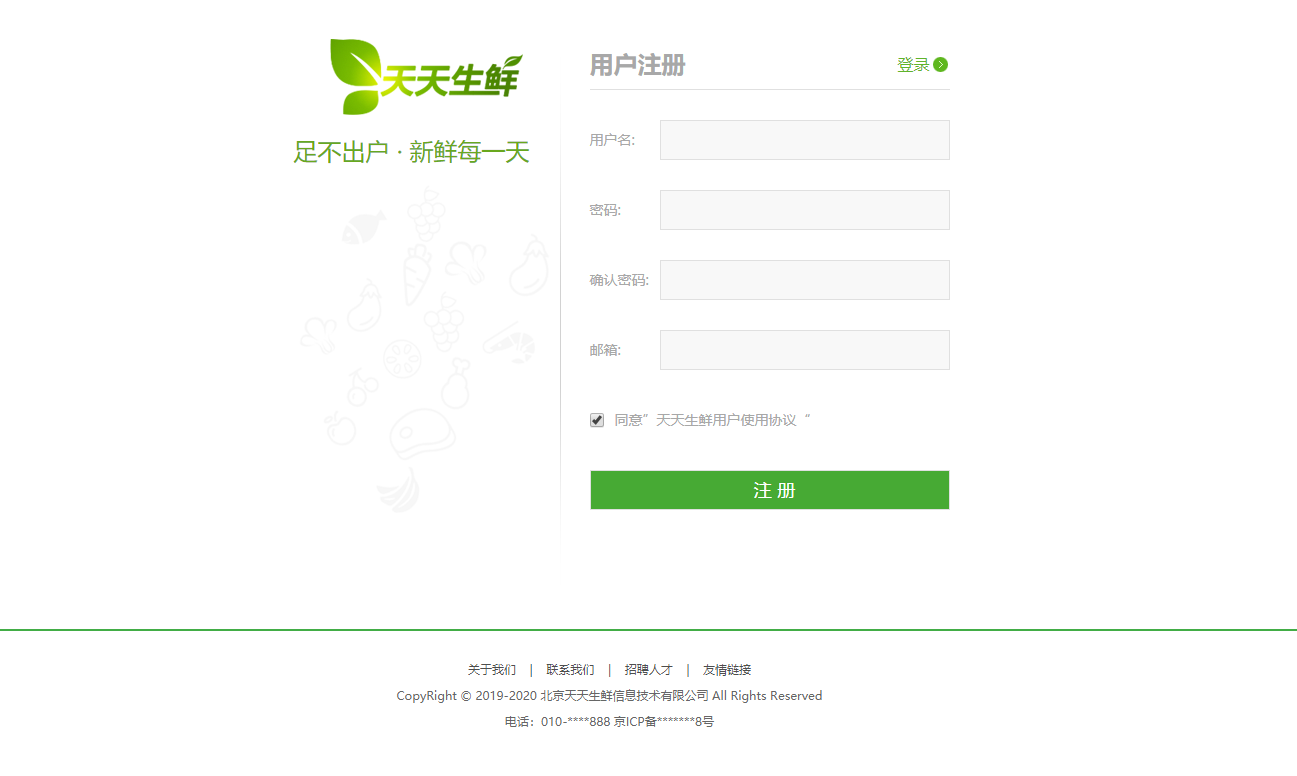 天天生鲜
足不出户 · 新鲜每一天
用户注册
登录
用户名:
密码:
确认密码:
邮箱:
同意”天天生鲜用户使用协议“
注 册
关于我们 | 联系我们 | 招聘人才 | 友情链接
CopyRight © 2019-2020 北京天天生鲜信息技术有限公司 All Rights Reserved
电话：010-****888 京ICP备*******8号